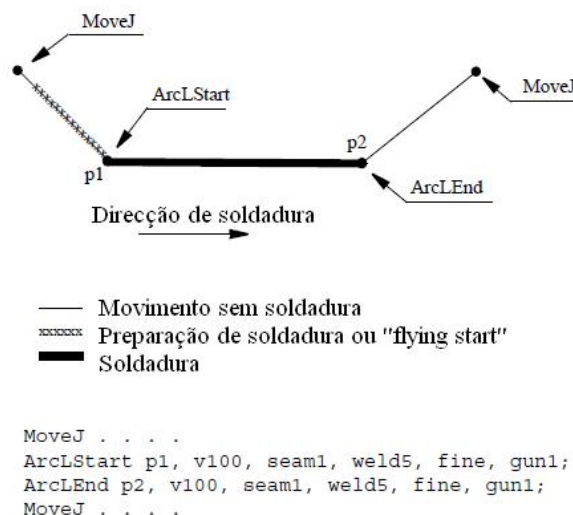 MoveJ
ArcLStart
MoveJ
p1
p2
ArcLEnd
Direcção de soldadura
Movimento sem soldadura
xxxxxx Preparação de soldadura ou "flying start"
Soldadura
MoveJ . . . .
ArcLStart p1, v100, seam1, weld5, fine, gun1;
ArcLEnd p2, v100, seam1, weld5, fine, gun1;
MoveJ . . . .